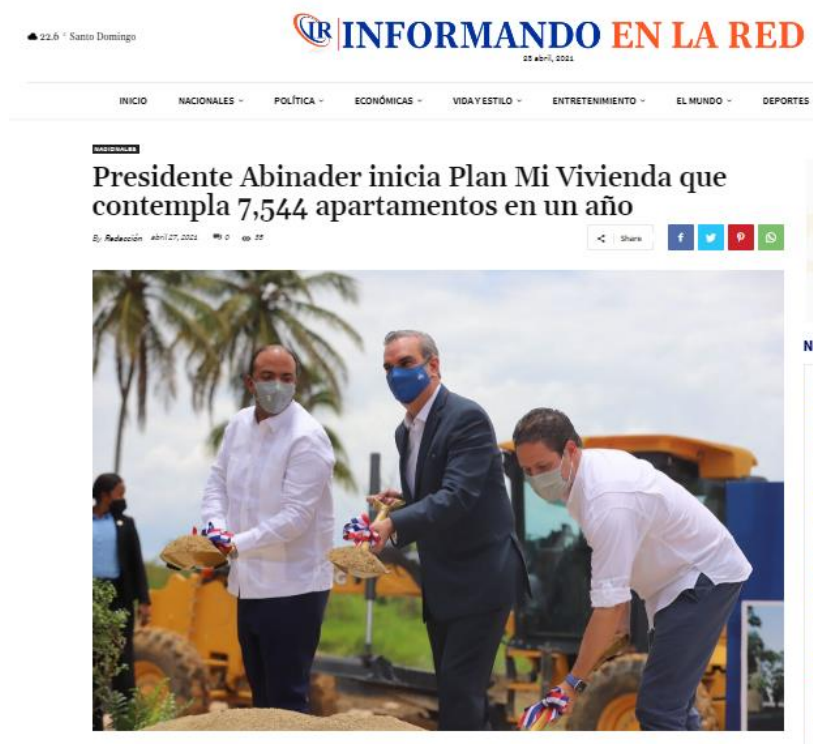 22.6 ° Santo Domingo
IR INFORMANDO EN LA RED
25 abril, 2021
INICIO NACIONALES POLÍTICA ECONÓMICAS VIDA Y ESTILO ENTRETENIMIENTO EL MUNDO DEPORTES
NACIONALES
Presidente Abinader inicia Plan Mi Vivienda que
contempla 7,544 apartamentos en un año
By Redacción abril 27, 2021 0 35
Share
N